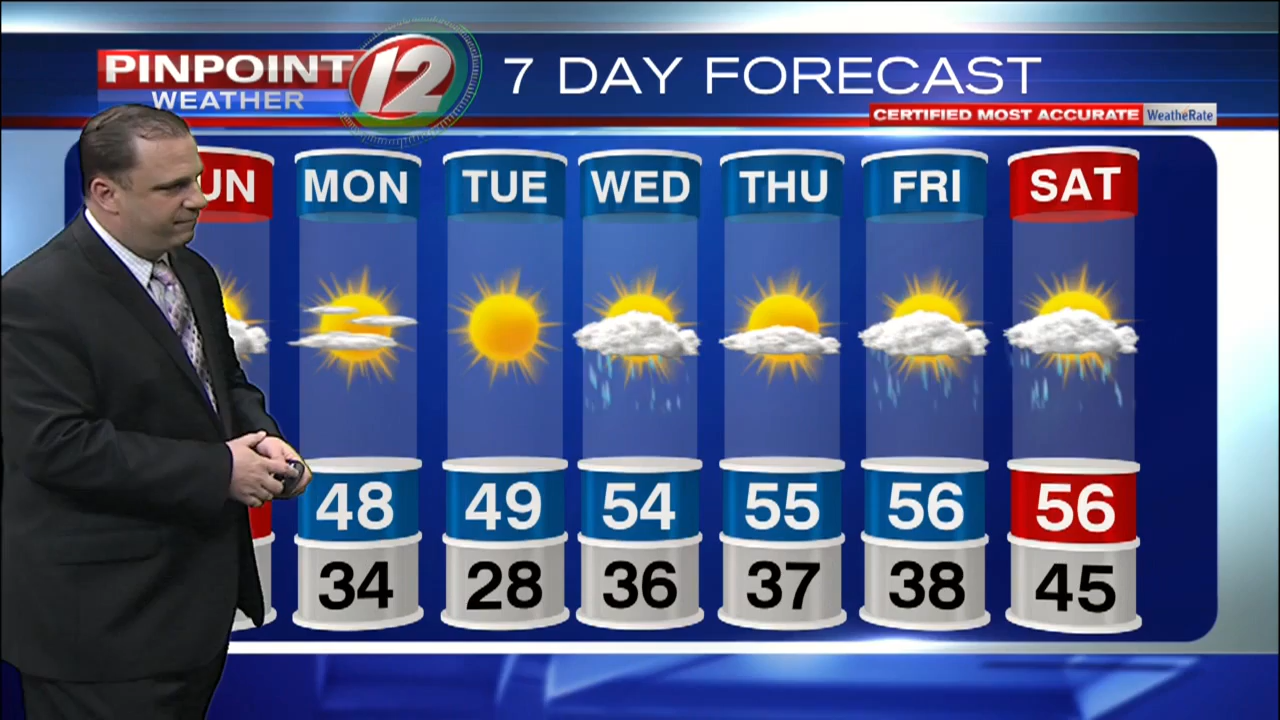 PINPOINT 12
WEATHER
7 DAY FORECAST
CERTIFIED MOST ACCURATE WeatheRate
UN MON TUE WED THU FRI SAT
48 49 54 55 56 56
34 28 36 37 38 45